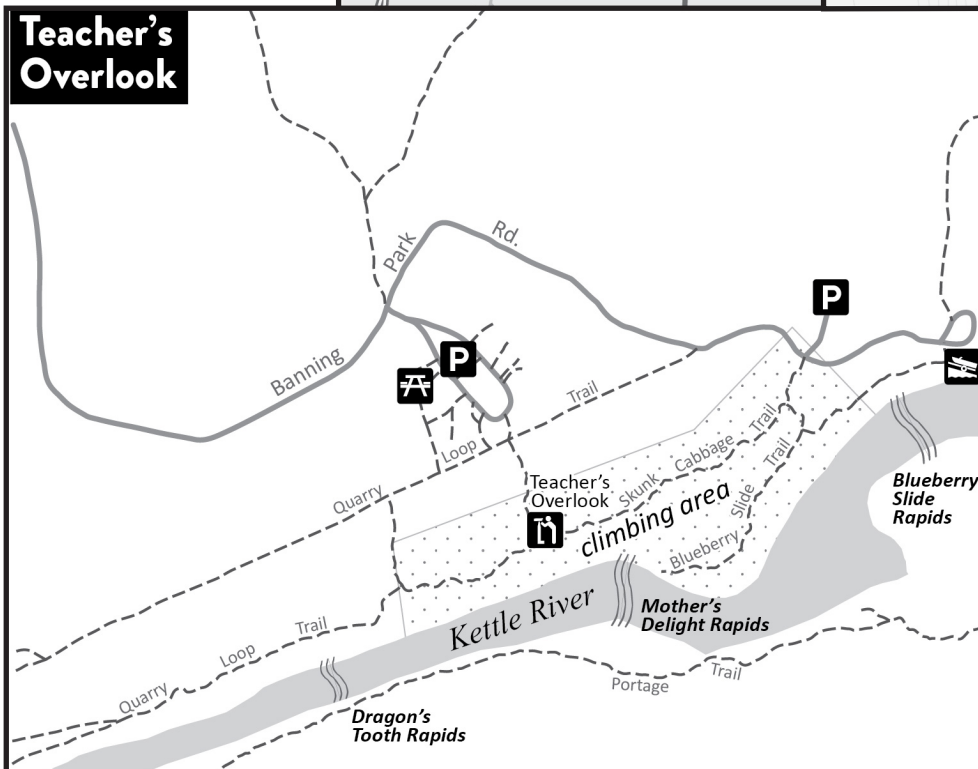 Teacher's
Overlook
Park
Rd.
P
Banning
P
Trail
Loop
Quarry
Teacher's
Overlook
Skunk
Cabbage
Trail
climbing area
Blueberry
Slide
Trail
Blueberry
Slide
Rapids
Kettle River
Mother's
Delight Rapids
Quarry
Loop
Trail
Portage
Trail
Dragon's
Tooth Rapids